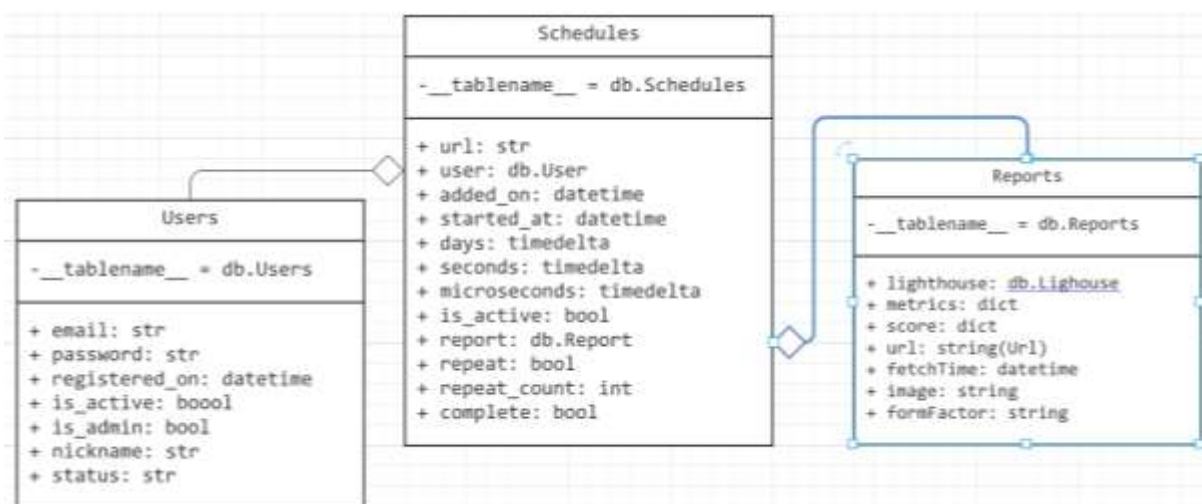 Schedules
-__tablename__ = db.Schedules
+ url: str
+ user: db.User
+ added_on: datetime
+ started_at: datetime
+ days: timedelta
+ seconds: timedelta
+ microseconds: timedelta
+ is_active: bool
+ report: db.Report
+ repeat: bool
+ repeat_count: int
+ complete: bool
Users
-__tablename__ = db.Users
+ email: str
+ password: str
+ registered_on: datetime
+ is_active: boool
+ is_admin: bool
+ nickname: str
+ status: str
Reports
-__tablename__ = db.Reports
+ lighthouse: db.Lighouse
+ metrics: dict
+ score: dict
+ url: string(Url)
+ fetchTime: datetime
+ image: string
+ formFactor: string